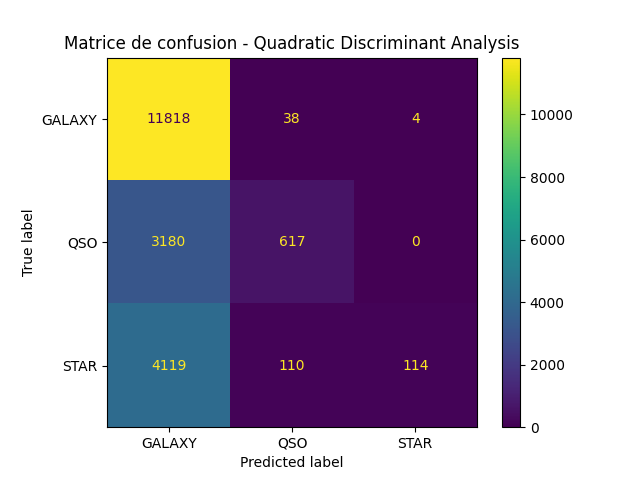 Matrice de confusion - Quadratic Discriminant Analysis
GALAXY 11818 38 4
QSO 3180 617 0
STAR 4119 110 114
GALAXY QSO STAR
Predicted label
True label
10000
8000
6000
4000
2000
0